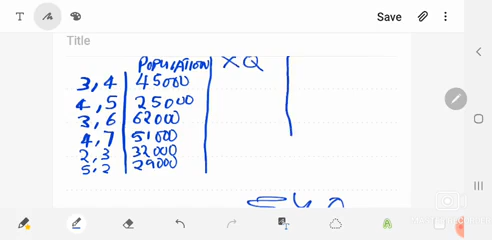 Save
Title
POPULATION XQ
3,4 45000
4,5 25000
3,6 62000
4,7 51000
2,3 32000
5,2 29000